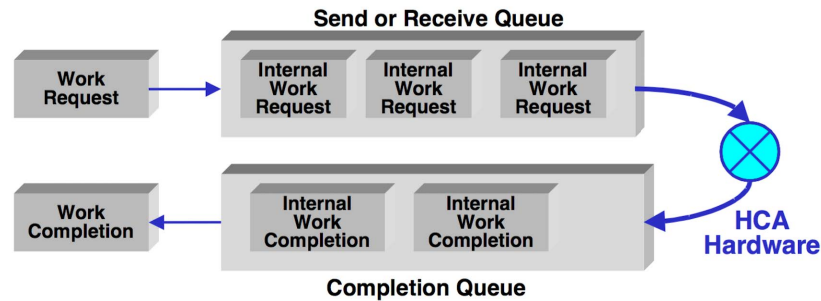 Send or Receive Queue
Work
Request
Internal
Work
Request
Internal
Work
Request
Internal
Work
Request
HCA
Hardware
Work
Completion
Internal
Work
Completion
Internal
Work
Completion
Completion Queue